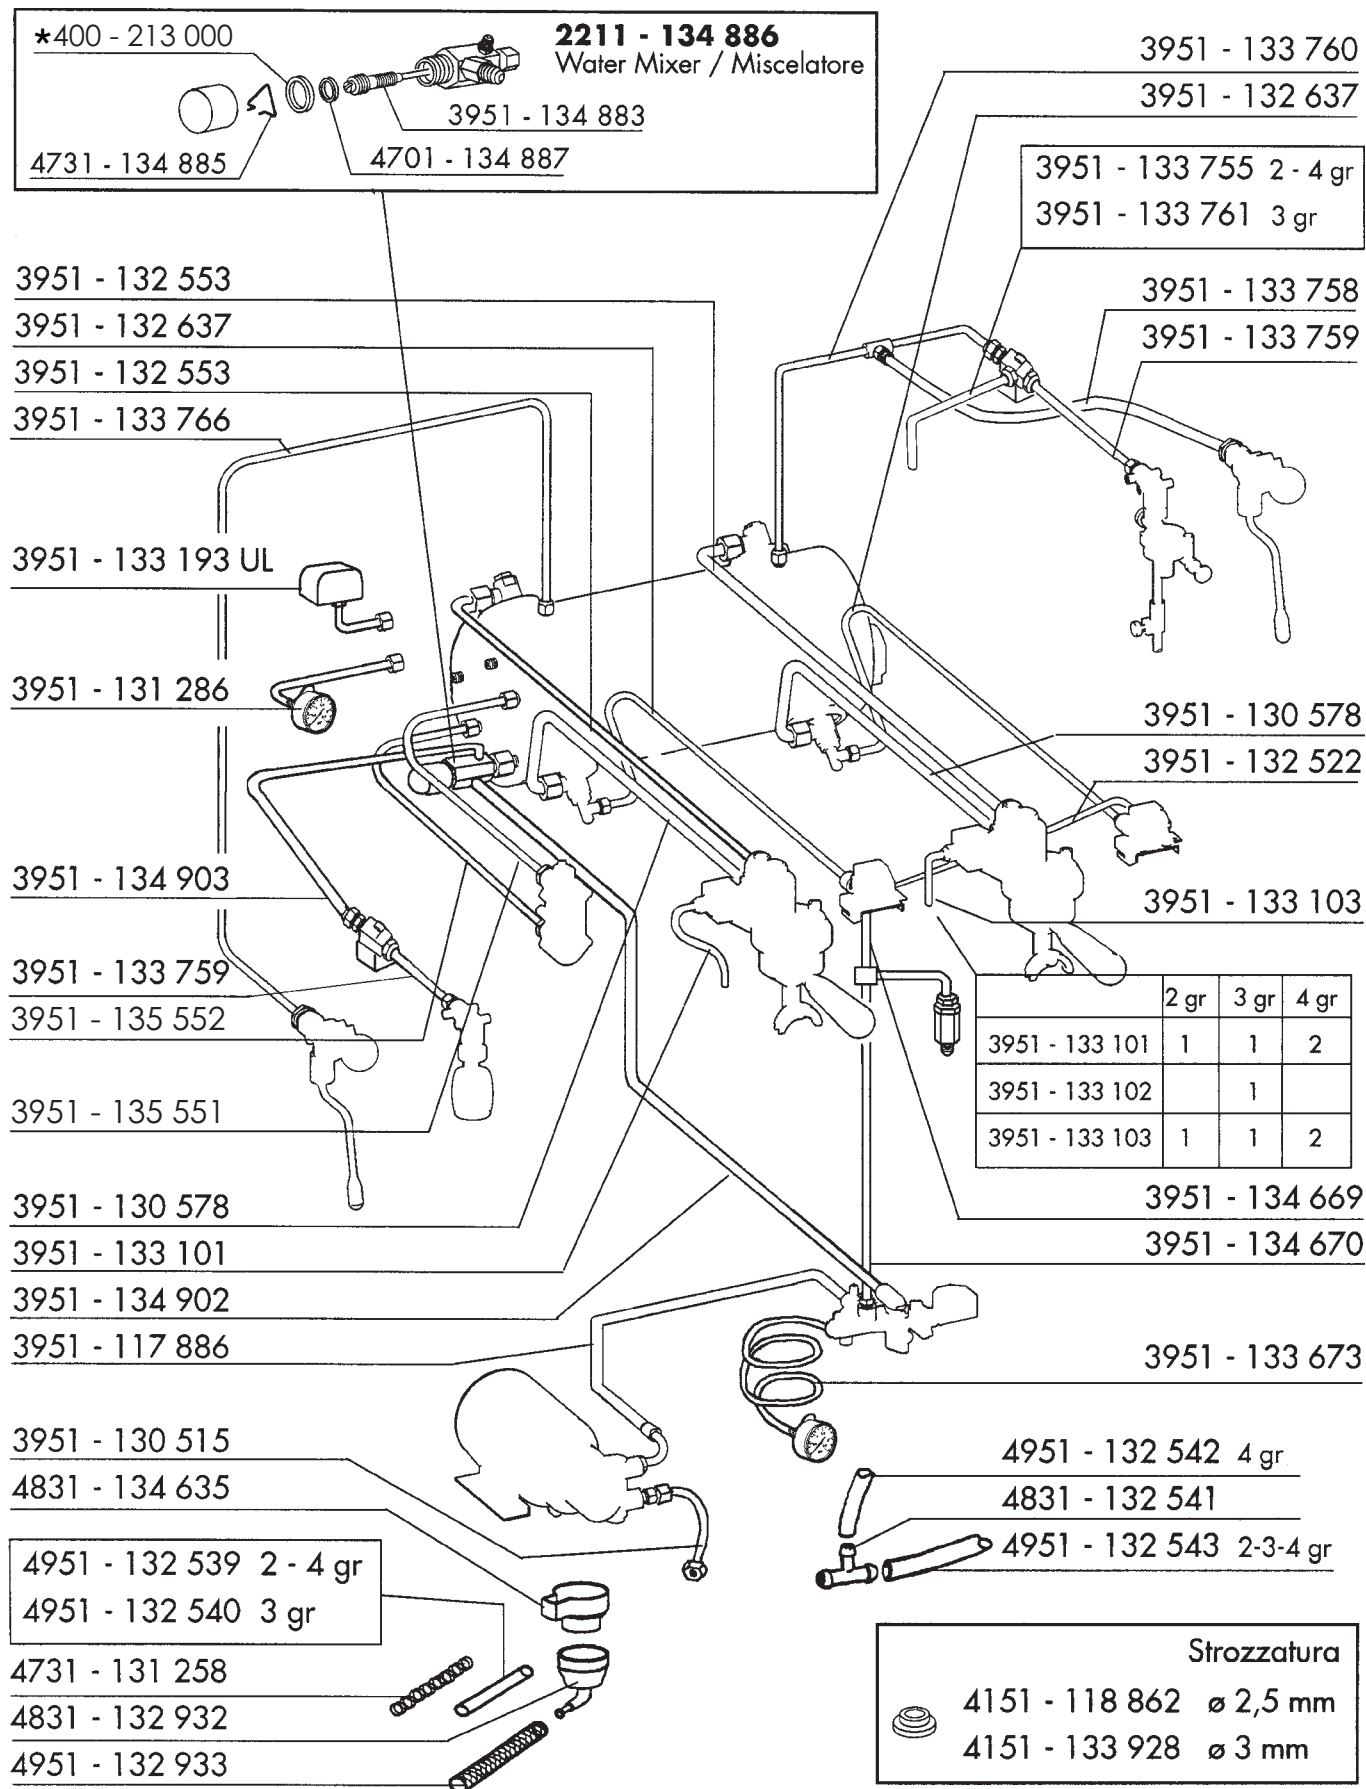 ★400 - 213 000
2211 - 134 886
Water Mixer / Miscelatore
3951 - 134 883
4731 - 134 885
4701 - 134 887
3951 - 133 760
3951 - 132 637
3951 - 133 755 2 - 4 gr
3951 - 133 761 3 gr
3951 - 133 758
3951 - 133 759
3951 - 132 553
3951 - 132 637
3951 - 132 553
3951 - 133 766
3951 - 133 193 UL
3951 - 131 286
3951 - 134 903
3951 - 133 759
3951 - 135 552
3951 - 135 551
3951 - 130 578
3951 - 133 101
3951 - 134 902
3951 - 117 886
3951 - 130 515
4831 - 134 635
4951 - 132 539 2 - 4 gr
4951 - 132 540 3 gr
4731 - 131 258
4831 - 132 932
4951 - 132 933
3951 - 130 578
3951 - 132 522
3951 - 133 103
2 gr 3 gr 4 gr
3951 - 133 101 1 1 2
3951 - 133 102 1
3951 - 133 103 1 1 2
3951 - 134 669
3951 - 134 670
3951 - 133 673
4951 - 132 542 4 gr
4831 - 132 541
4951 - 132 543 2-3-4 gr
Strozzatura
4151 - 118 862 ø 2,5 mm
4151 - 133 928 ø 3 mm